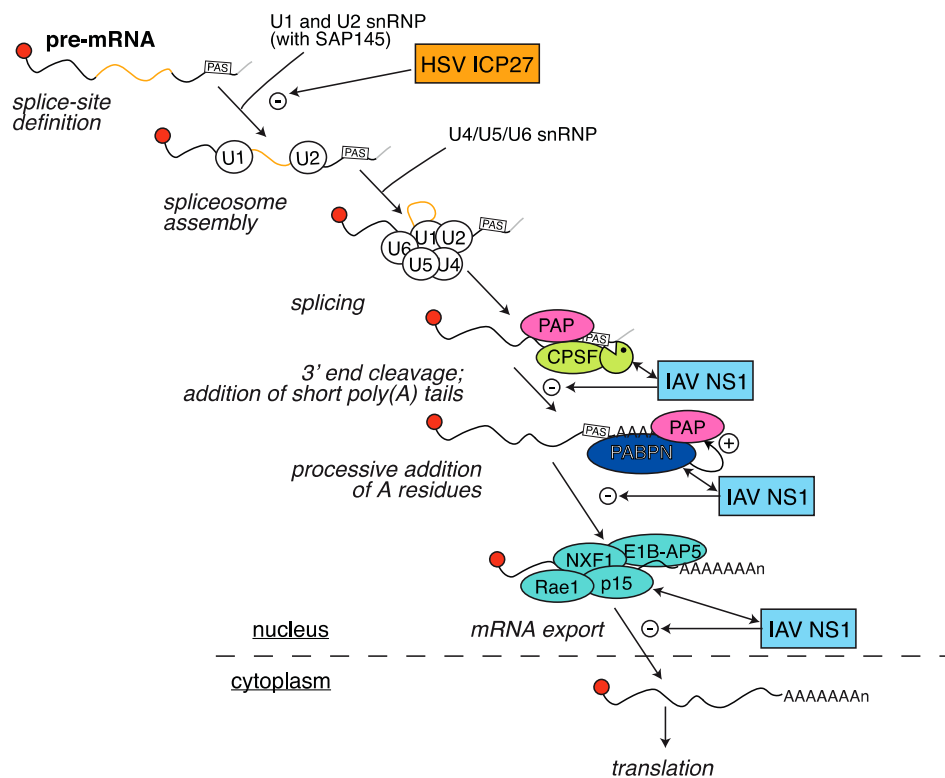 U1 and U2 snRNP
(with SAP145)
pre-mRNA
PAS
HSV ICP27
splice-site
definition
U4/U5/U6 snRNP
U1
U2
PAS
spliceosome
assembly
U1
U2
PAS
U6
U5
U4
splicing
PAP
PAS
CPSF
3' end cleavage;
addition of short poly(A) tails
IAV NS1
PAS
AAAA
PAP
PABPN
processive addition
of A residues
IAV NS1
NXF1
E1B-AP5
AAAAAAAn
Rae1
p15
nucleus
mRNA export
IAV NS1
cytoplasm
AAAAAAAn
translation